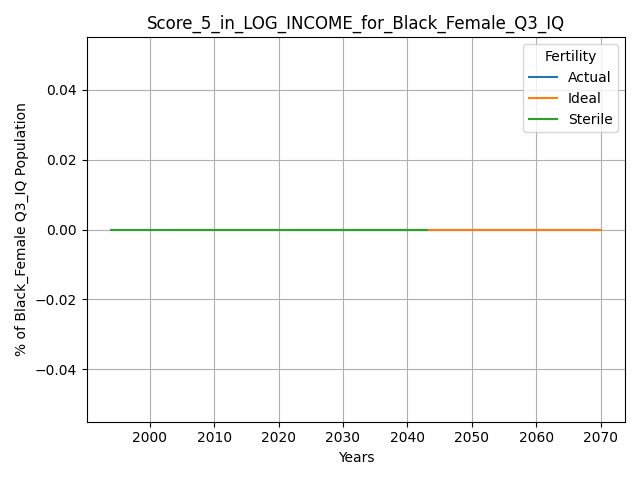 Score_5_in_LOG_INCOME_for_Black_Female_Q3_IQ
Fertility
Actual
Ideal
Sterile
% of Black_Female Q3_IQ Population
0.04
0.02
0.00
−0.02
−0.04
2000 2010 2020 2030 2040 2050 2060 2070
Years